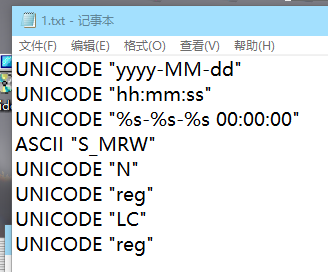 1.txt - 记事本
文件(F) 编辑(E) 格式(O) 查看(V) 帮助(H)
UNICODE "yyyy-MM-dd"
UNICODE "hh:mm:ss"
UNICODE "%s-%s-%s 00:00:00"
ASCII "S_MRW"
UNICODE "N"
UNICODE "reg"
UNICODE "LC"
UNICODE "reg"